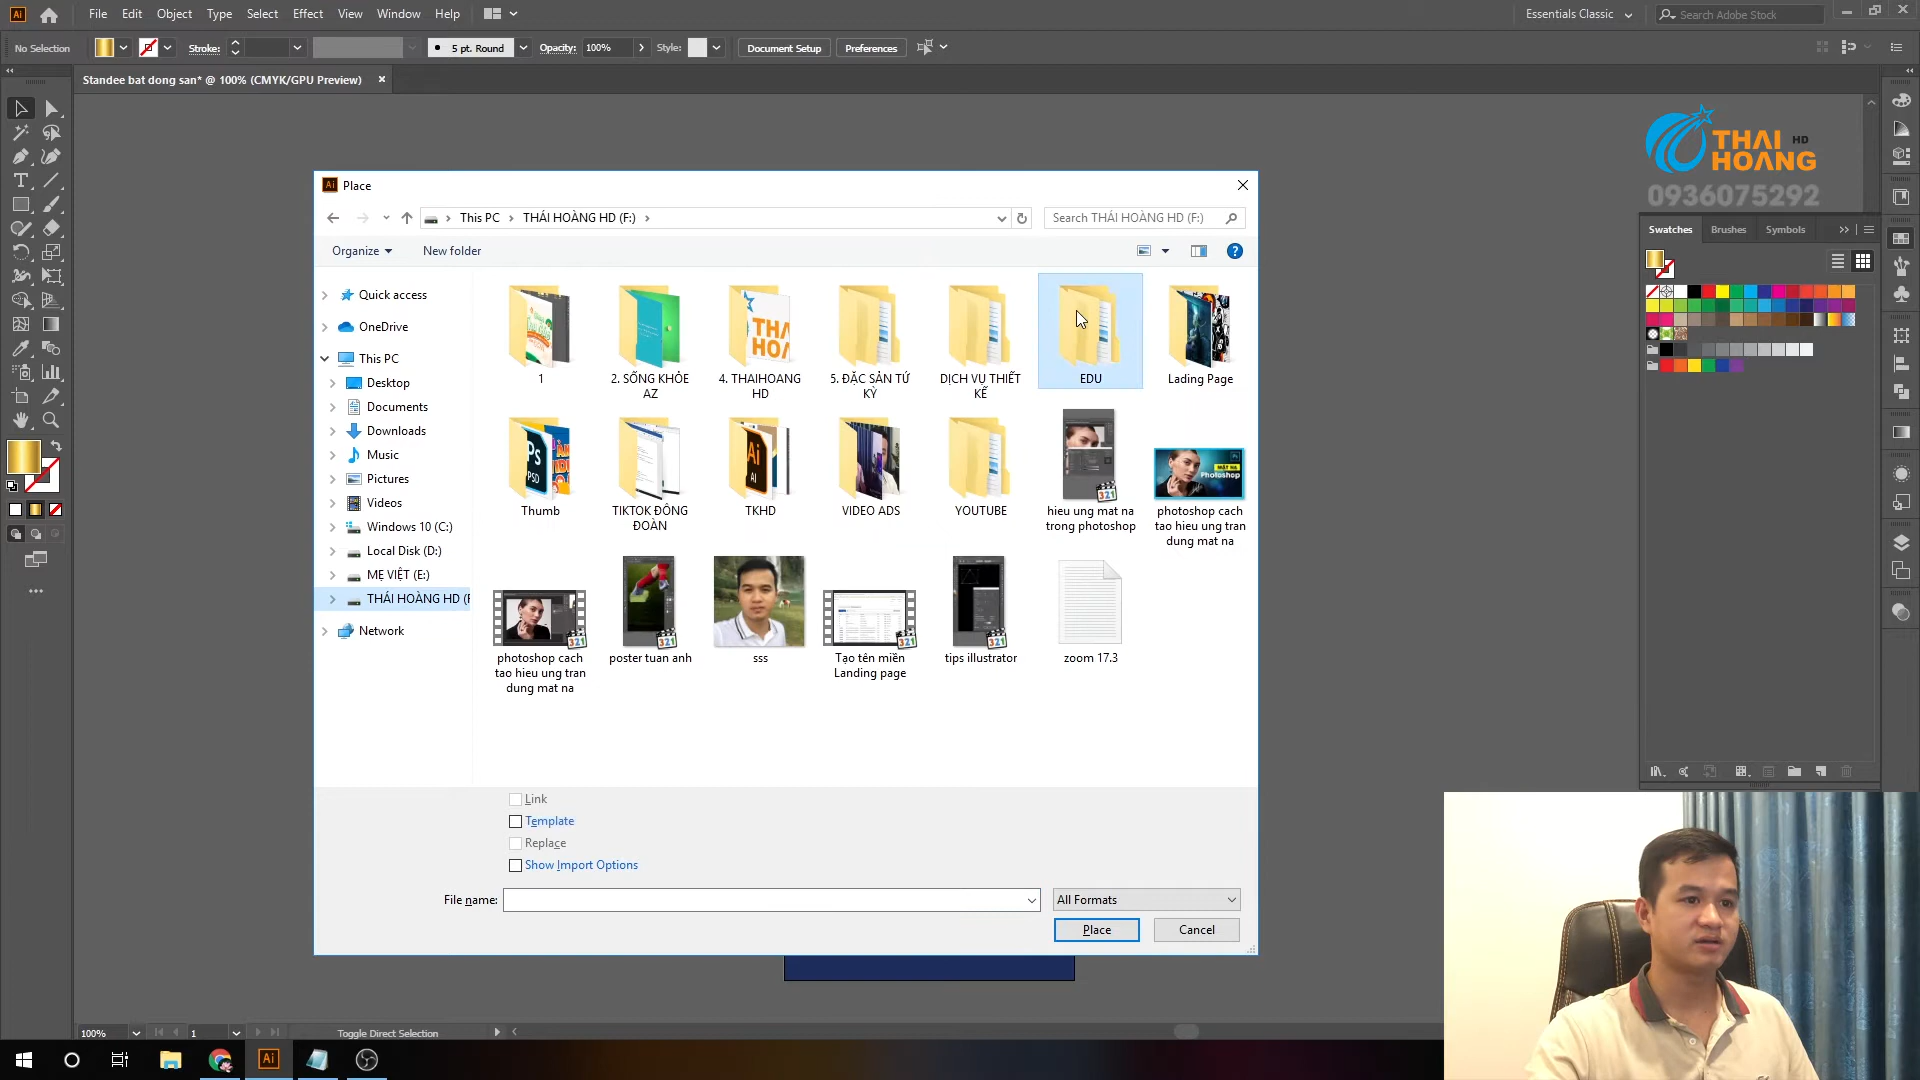 Ai File Edit Object Type Select Effect View Window Help Essentials Classic Search Adobe Stock
No Selection Stroke: 5 pt. Round Opacity: 100% Style: Document Setup Preferences
Standee bat dong san* @ 100% (CMYK/GPU Preview)
THAI HD
HOANG
0936075292
Ai Place
This PC THÁI HOÀNG HD (F:) Search THÁI HOÀNG HD (F:)
Organize New folder
Quick access
OneDrive
This PC
Desktop
Documents
Downloads
Music
Pictures
Videos
Windows 10 (C:)
Local Disk (D:)
MẸ VIỆT (E:)
THÁI HOÀNG HD (F
Network
1
2. SỐNG KHỎE
AZ
4. THAIHOANG
HD
5. ĐẶC SẢN TỨ
KỲ
DỊCH VỤ THIẾT
KẾ
EDU
Lading Page
Thumb
TIKTOK ĐÔNG
ĐOÀN
TKHD
VIDEO ADS
YOUTUBE
hieu ung mat na
trong photoshop
photoshop cach
tao hieu ung tran
dung mat na
photoshop cach
tao hieu ung tran
dung mat na
poster tuan anh
sss
Tạo tên miền
Landing page
tips illustrator
zoom 17.3
Link
Template
Replace
Show Import Options
File name: All Formats
Place Cancel
Swatches Brushes Symbols
100% 1 Toggle Direct Selection
Ai